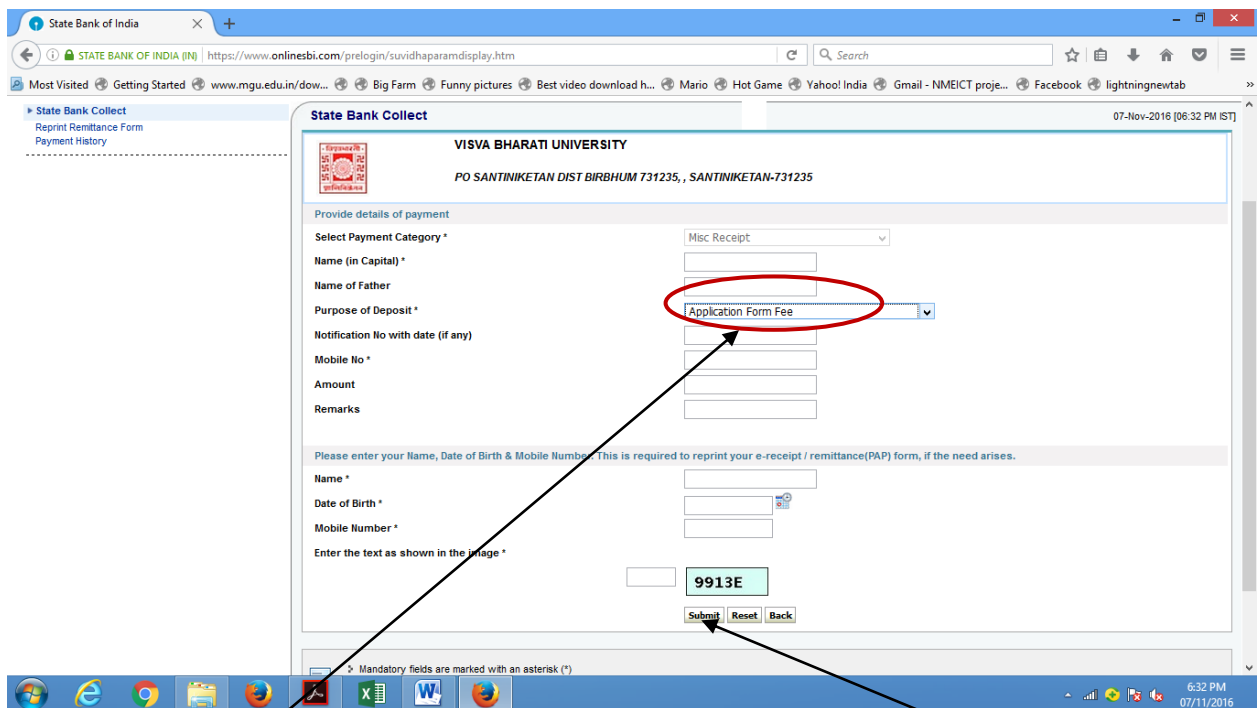 State Bank of India
STATE BANK OF INDIA (IN) https://www.onlinesbi.com/prelogin/suvidhaparamdisplay.htm
Search
Most Visited Getting Started www.mgu.edu.in/dow... Big Farm Funny pictures Best video download h... Mario Hot Game Yahoo! India Gmail - NMEICT proje... Facebook lightningnewtab
State Bank Collect
Reprint Remittance Form
Payment History
State Bank Collect
07-Nov-2016 [06:32 PM IST]
VISVA BHARATI UNIVERSITY
PO SANTINIKETAN DIST BIRBHUM 731235, , SANTINIKETAN-731235
Provide details of payment
Select Payment Category * Misc Receipt
Name (in Capital) *
Name of Father
Purpose of Deposit * Application Form Fee
Notification No with date (if any)
Mobile No *
Amount
Remarks
Please enter your Name, Date of Birth & Mobile Number. This is required to reprint your e-receipt / remittance(PAP) form, if the need arises.
Name *
Date of Birth *
Mobile Number *
Enter the text as shown in the image *
9913E
Submit Reset Back
Mandatory fields are marked with an asterisk (*)
6:32 PM
07/11/2016